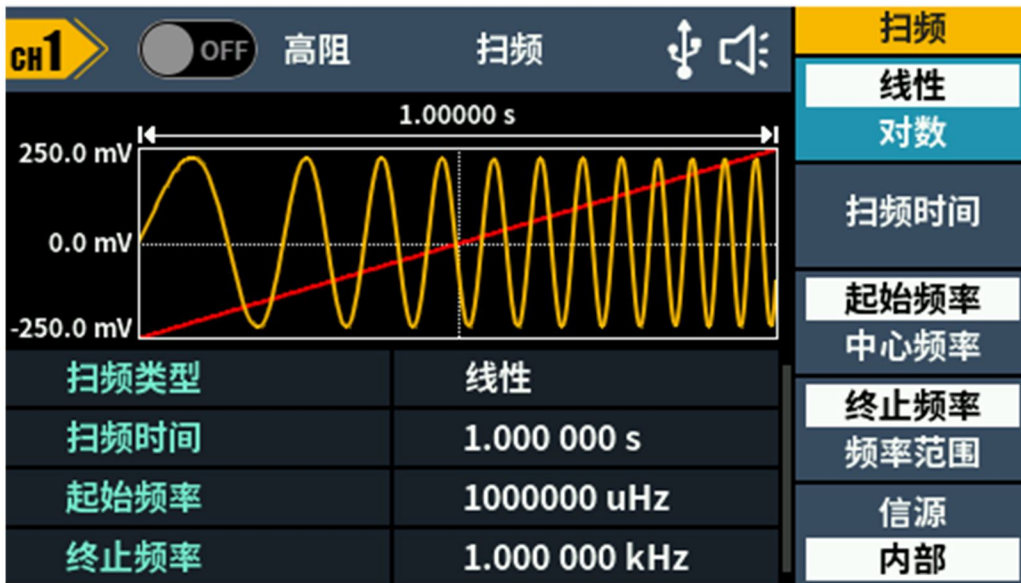 CH1 OFF 高阻 扫频
1.00000 s
250.0 mV
0.0 mV
-250.0 mV
扫频类型 线性
扫频时间 1.000 000 s
起始频率 1000000 uHz
终止频率 1.000 000 kHz
扫频
线性
对数
扫频时间
起始频率
中心频率
终止频率
频率范围
信源
内部